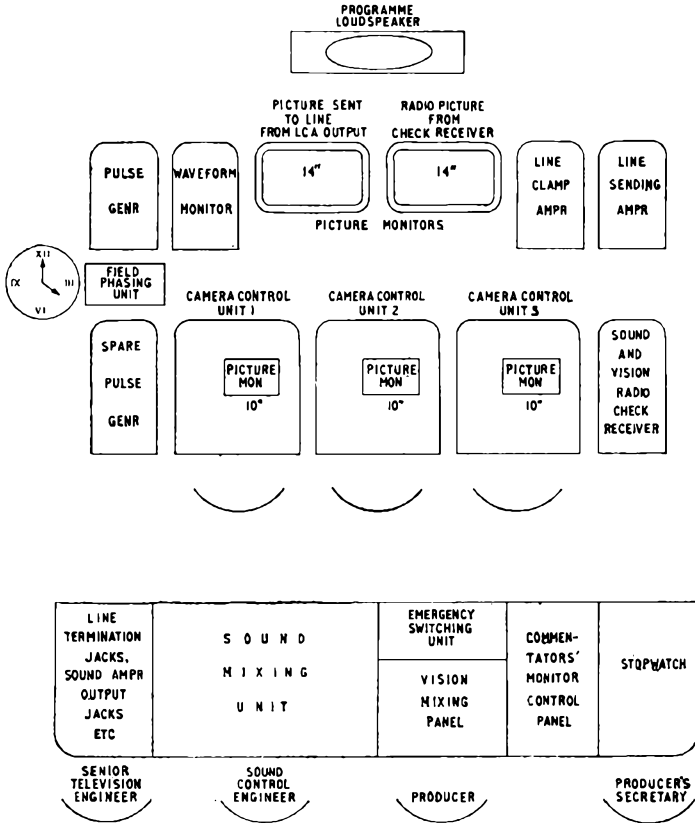 PROGRAMME
LOUDSPEAKER
PICTURE SENT
TO LINE
FROM LCA OUTPUT
RADIO PICTURE
FROM
CHECK RECEIVER
PULSE
GENR
WAVEFORM
MONITOR
14"
14"
PICTURE MONITORS
LINE
CLAMP
AMPR
LINE
SENDING
AMPR
XII
IX
III
VI
FIELD
PHASING
UNIT
CAMERA CONTROL
UNIT 1
CAMERA CONTROL
UNIT 2
CAMERA CONTROL
UNIT 3
SPARE
PULSE
GENR
PICTURE
MON
10"
PICTURE
MON
10"
PICTURE
MON
10"
SOUND
AND
VISION
RADIO
CHECK
RECEIVER
LINE
TERMINATION
JACKS,
SOUND AMPR
OUTPUT
JACKS
ETC
SOUND
MIXING
UNIT
EMERGENCY
SWITCHING
UNIT
VISION
MIXING
PANEL
COMMEN-
TATORS'
MONITOR
CONTROL
PANEL
STOPWATCH
SENIOR
TELEVISION
ENGINEER
SOUND
CONTROL
ENGINEER
PRODUCER
PRODUCER'S
SECRETARY